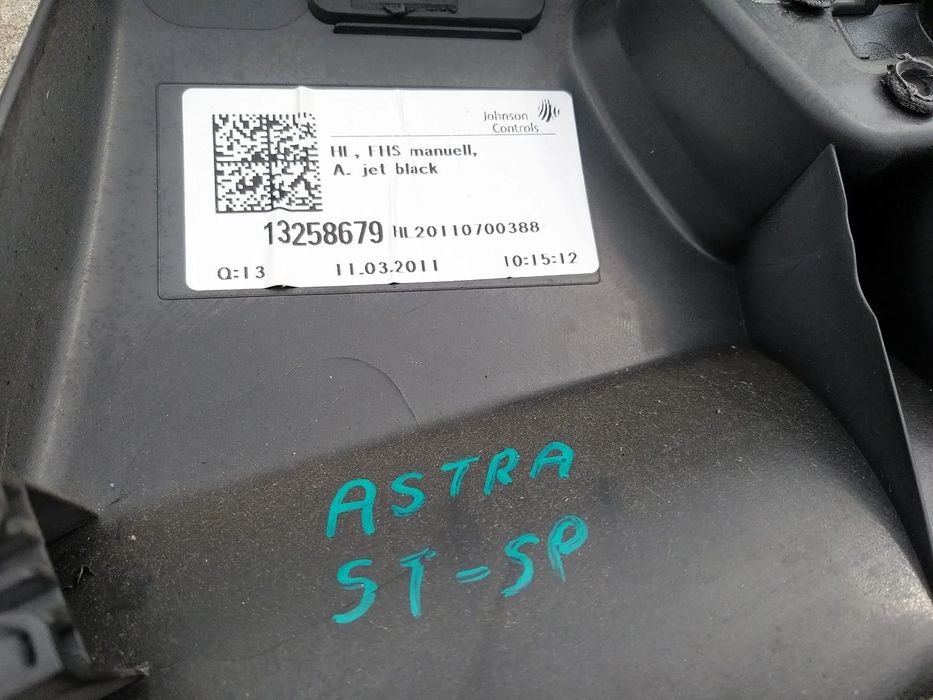 Johnson
Controls
HL, FHS manuell,
A. jet black
13258679 HL20110700388
Q:13 11.03.2011 10:15:12
ASTRA
ST-SP